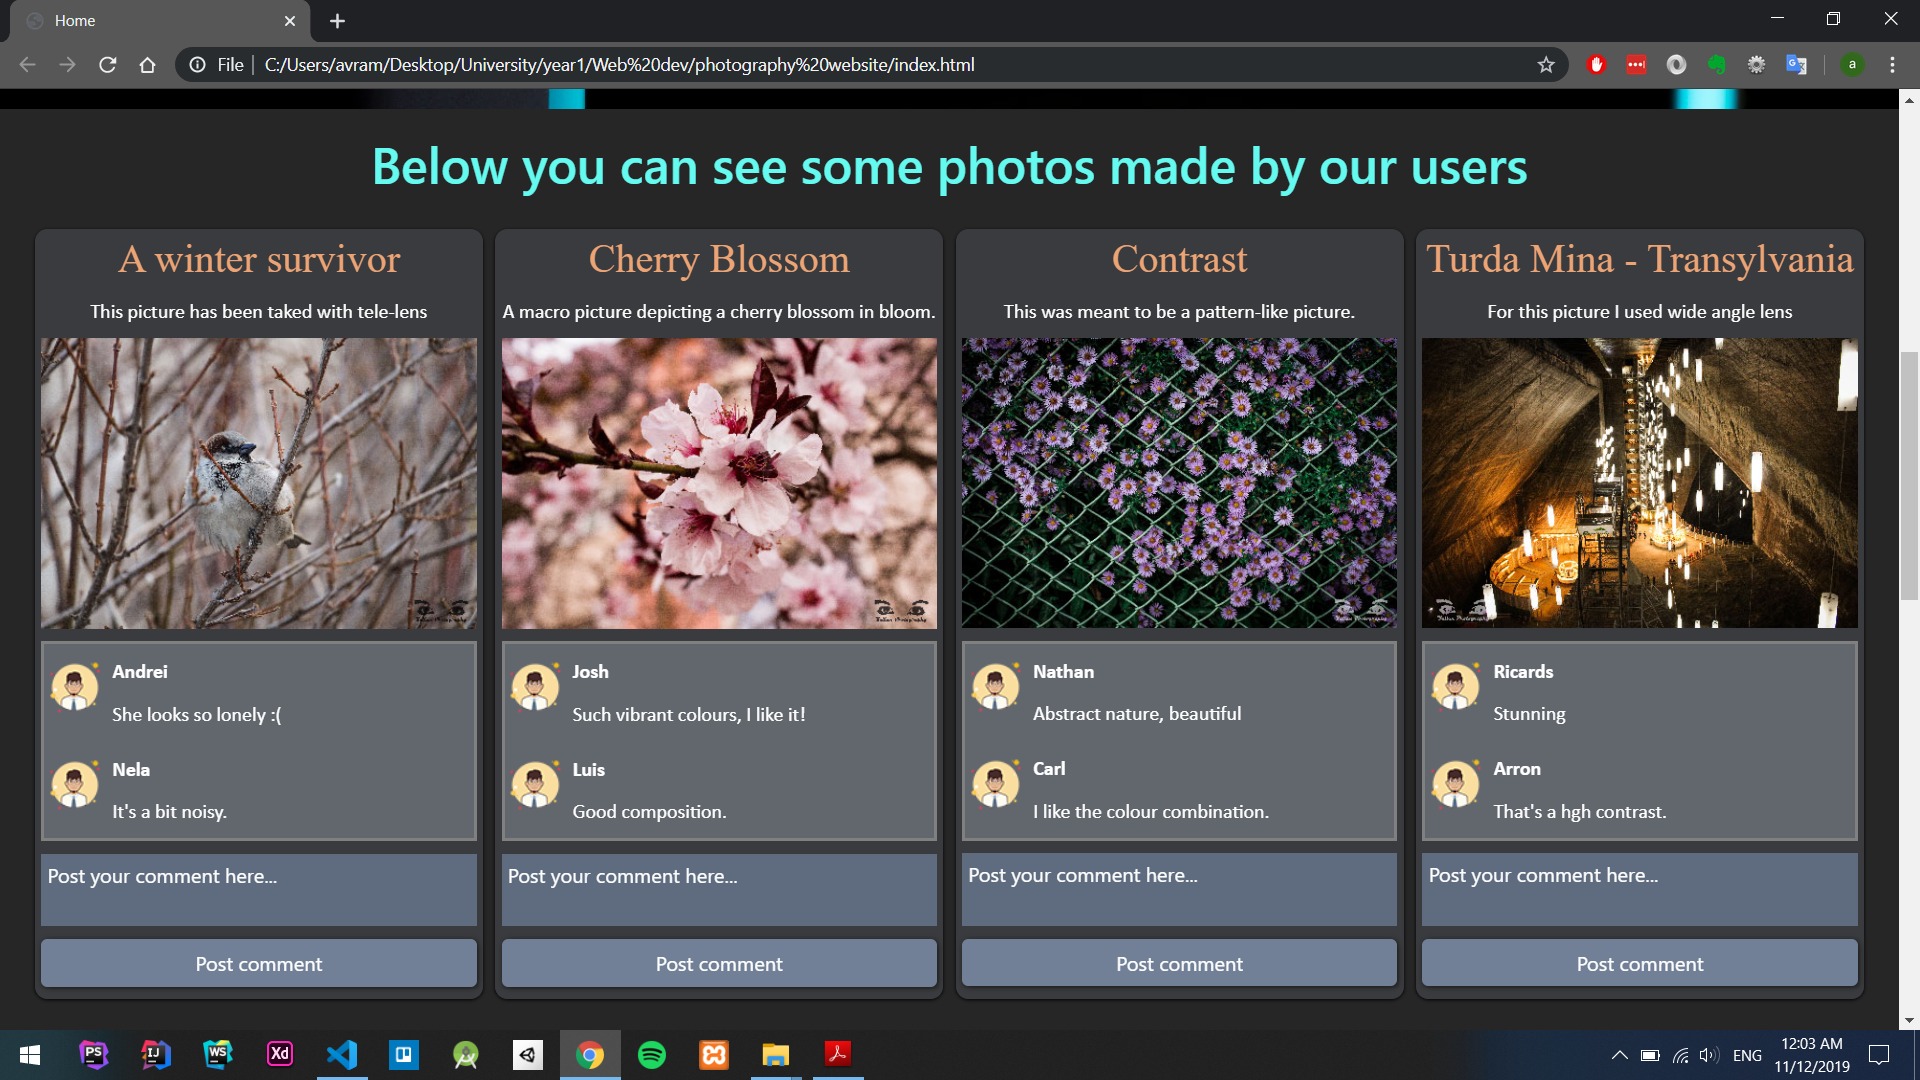 Home
File
C:/Users/avram/Desktop/University/year1/Web%20dev/photography%20website/index.html
a
Below you can see some photos made by our users
A winter survivor
This picture has been taked with tele-lens
Andrei
She looks so lonely :(
Nela
It's a bit noisy.
Post your comment here...
Post comment
Cherry Blossom
A macro picture depicting a cherry blossom in bloom.
Josh
Such vibrant colours, I like it!
Luis
Good composition.
Post your comment here...
Post comment
Contrast
This was meant to be a pattern-like picture.
Nathan
Abstract nature, beautiful
Carl
I like the colour combination.
Post your comment here...
Post comment
Turda Mina - Transylvania
For this picture I used wide angle lens
Ricards
Stunning
Arron
That's a hgh contrast.
Post your comment here...
Post comment
PS
IJ
WS
Xd
ENG
12:03 AM
11/12/2019